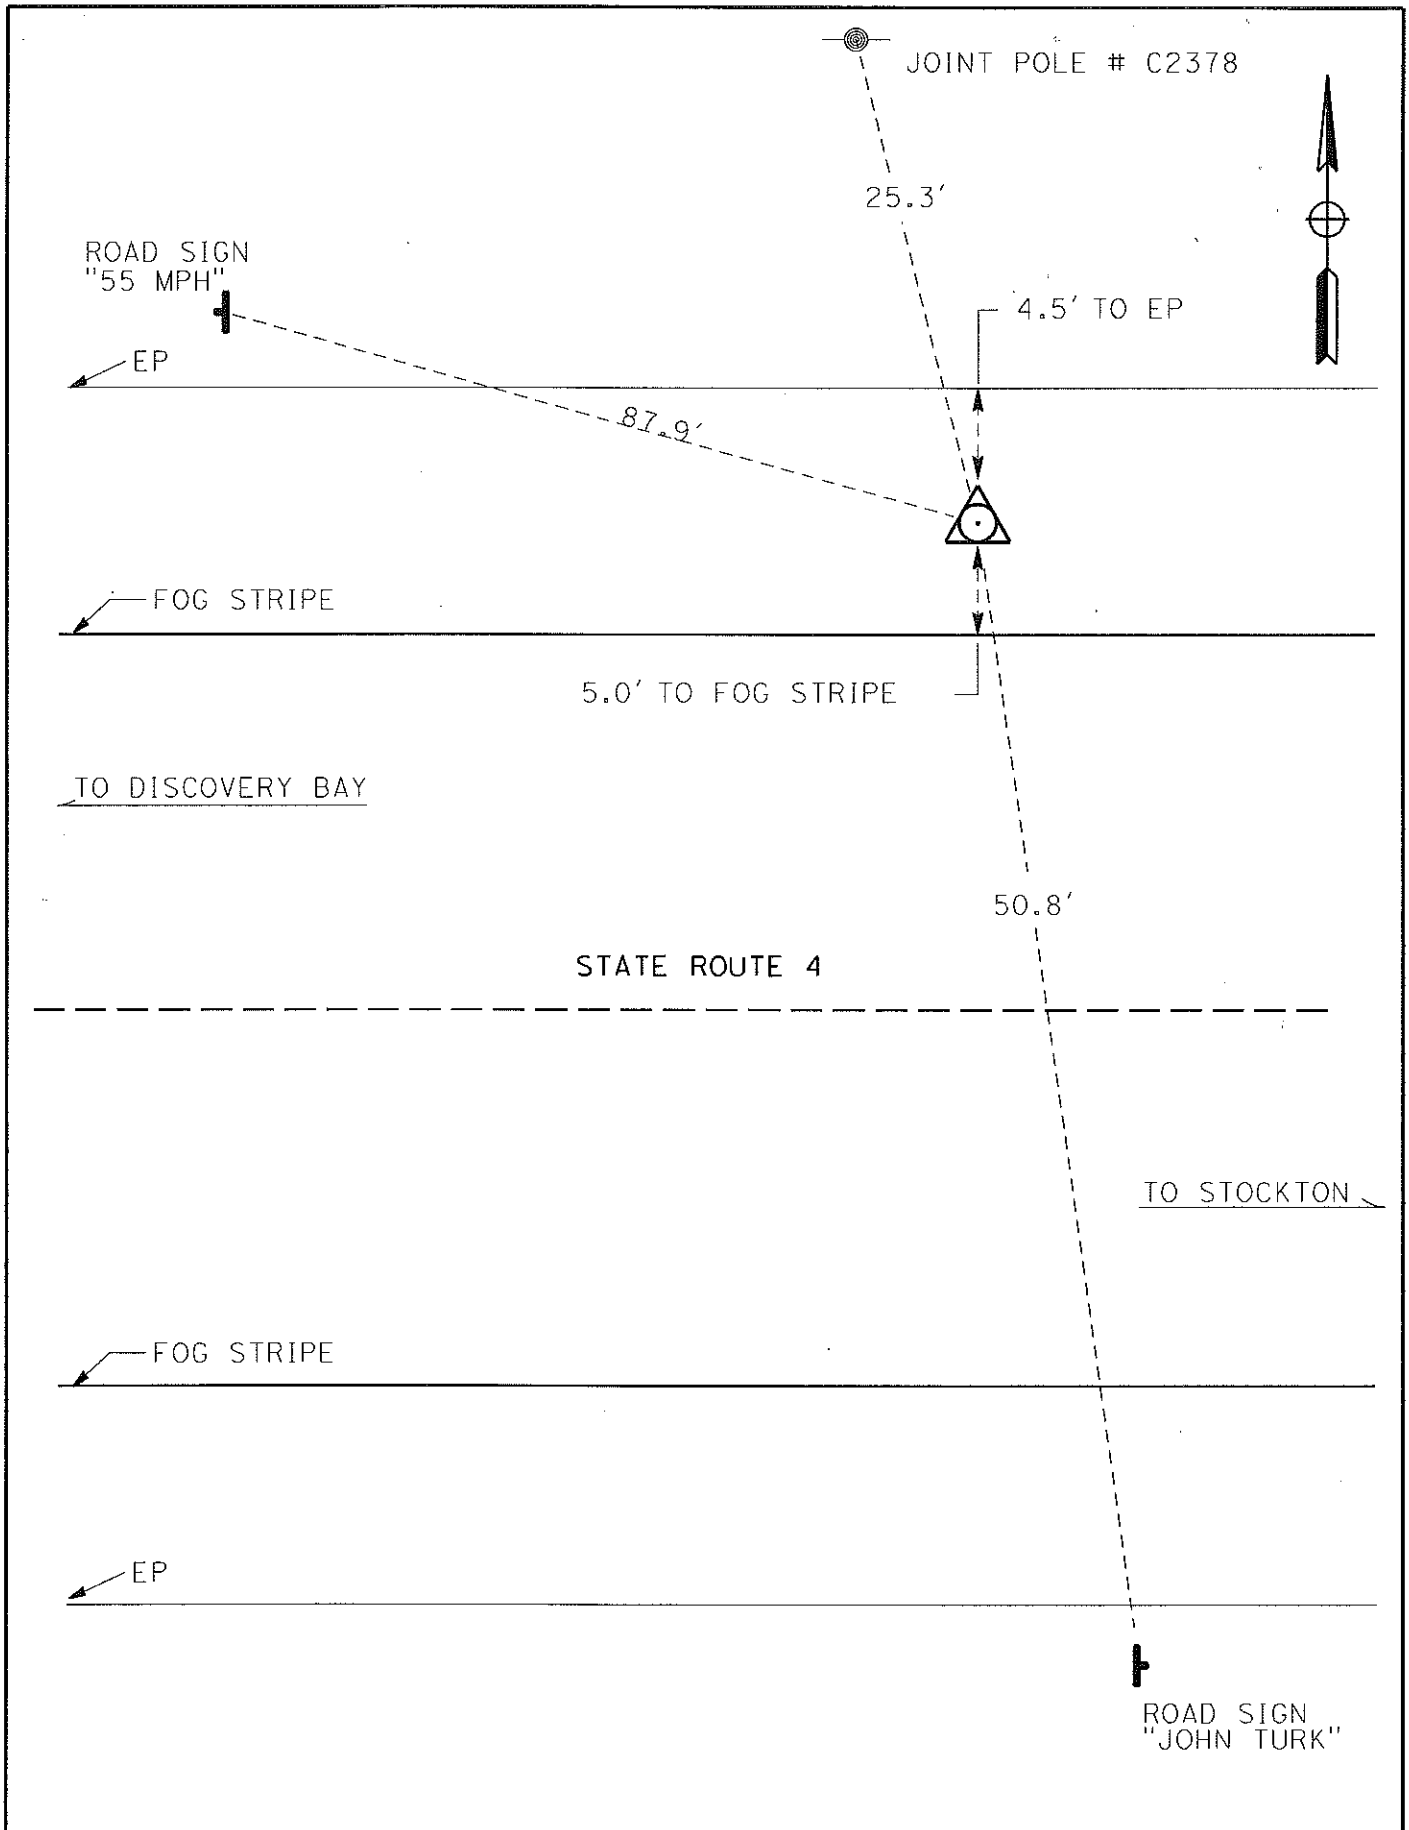 JOINT POLE # C2378
25.3'
ROAD SIGN
"55 MPH"
4.5' TO EP
EP
87.9'
FOG STRIPE
5.0' TO FOG STRIPE
TO DISCOVERY BAY
50.8'
STATE ROUTE 4
TO STOCKTON
FOG STRIPE
EP
ROAD SIGN
"JOHN TURK"